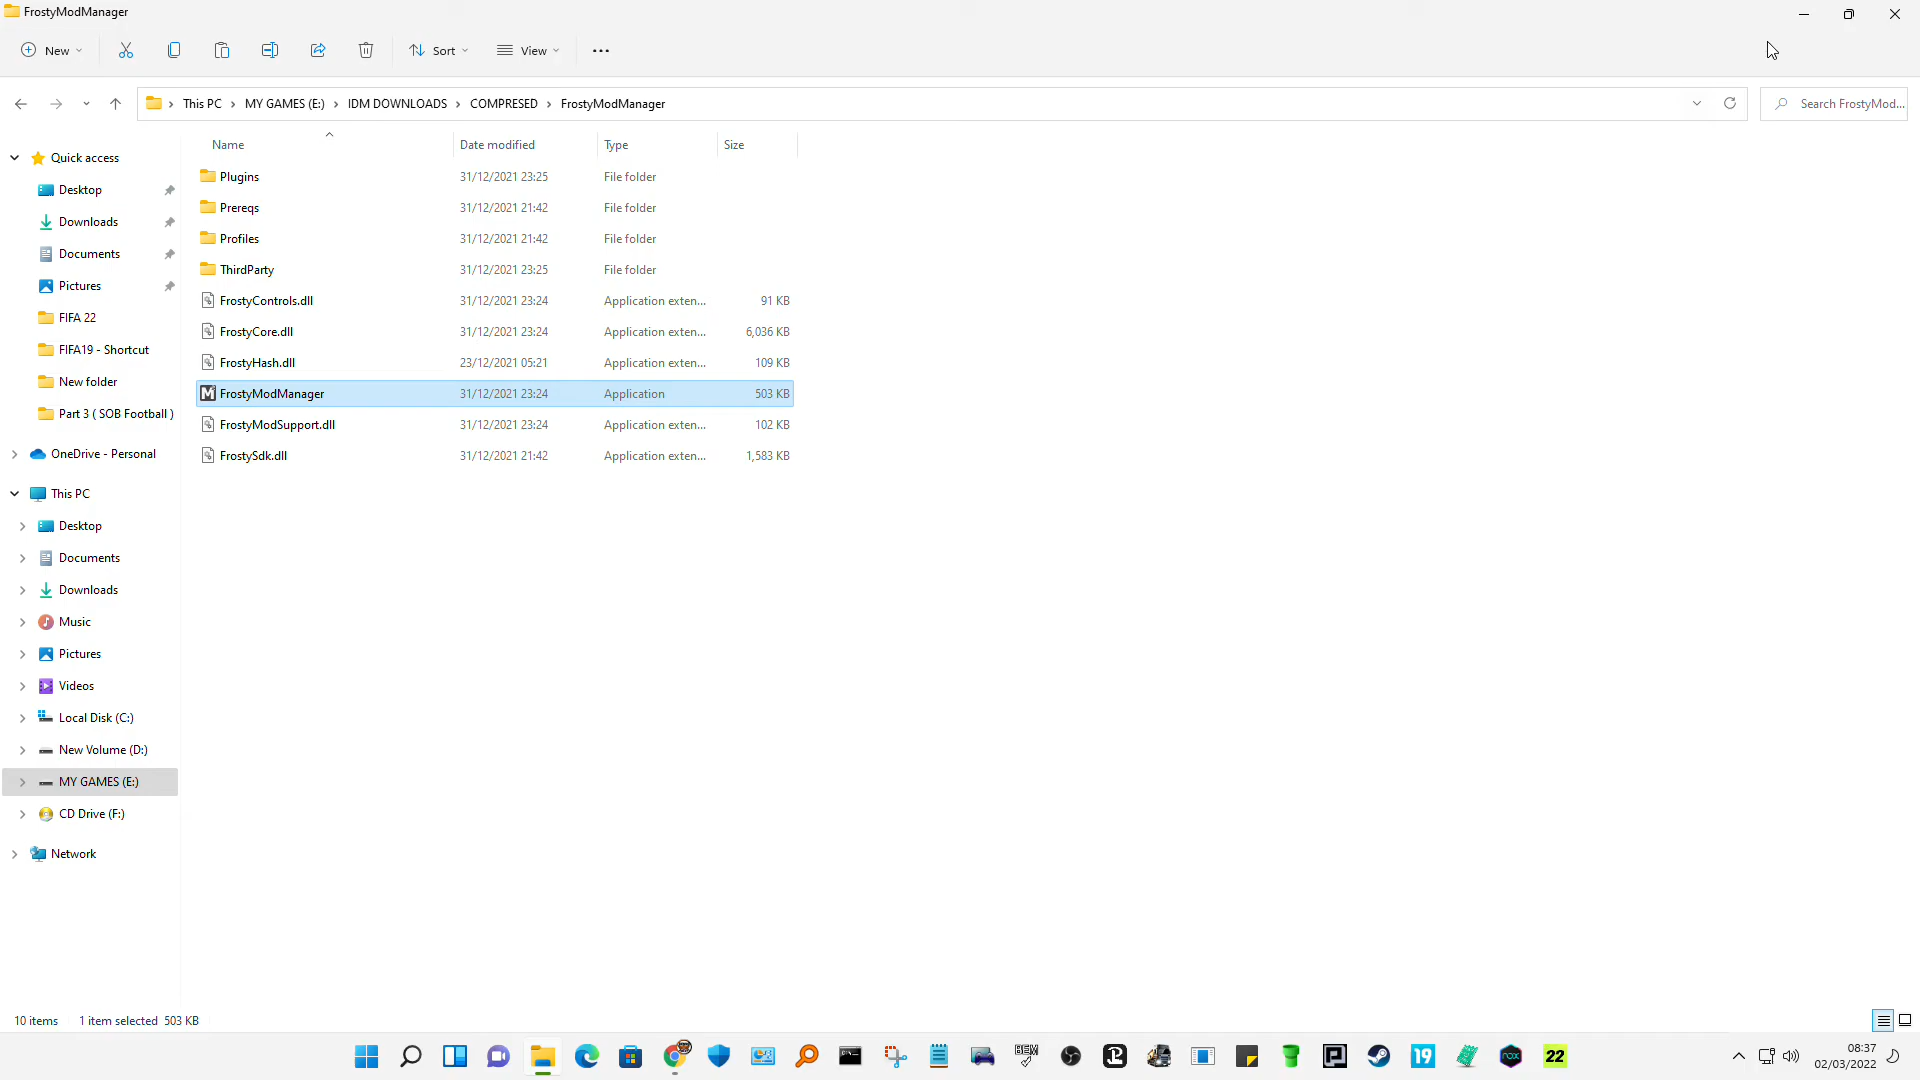 FrostyModManager
New
Sort
View
This PC > MY GAMES (E:) > IDM DOWNLOADS > COMPRESED > FrostyModManager
Search FrostyMod...
Name Date modified Type Size
Plugins 31/12/2021 23:25 File folder
Prereqs 31/12/2021 21:42 File folder
Profiles 31/12/2021 21:42 File folder
ThirdParty 31/12/2021 23:25 File folder
FrostyControls.dll 31/12/2021 23:24 Application exten... 91 KB
FrostyCore.dll 31/12/2021 23:24 Application exten... 6,036 KB
FrostyHash.dll 23/12/2021 05:21 Application exten... 109 KB
FrostyModManager 31/12/2021 23:24 Application 503 KB
FrostyModSupport.dll 31/12/2021 23:24 Application exten... 102 KB
FrostySdk.dll 31/12/2021 21:42 Application exten... 1,583 KB
Quick access
Desktop
Downloads
Documents
Pictures
FIFA 22
FIFA19 - Shortcut
New folder
Part 3 ( SOB Football )
OneDrive - Personal
This PC
Desktop
Documents
Downloads
Music
Pictures
Videos
Local Disk (C:)
New Volume (D:)
MY GAMES (E:)
CD Drive (F:)
Network
10 items 1 item selected 503 KB
BEM
19
nox
22
08:37
02/03/2022